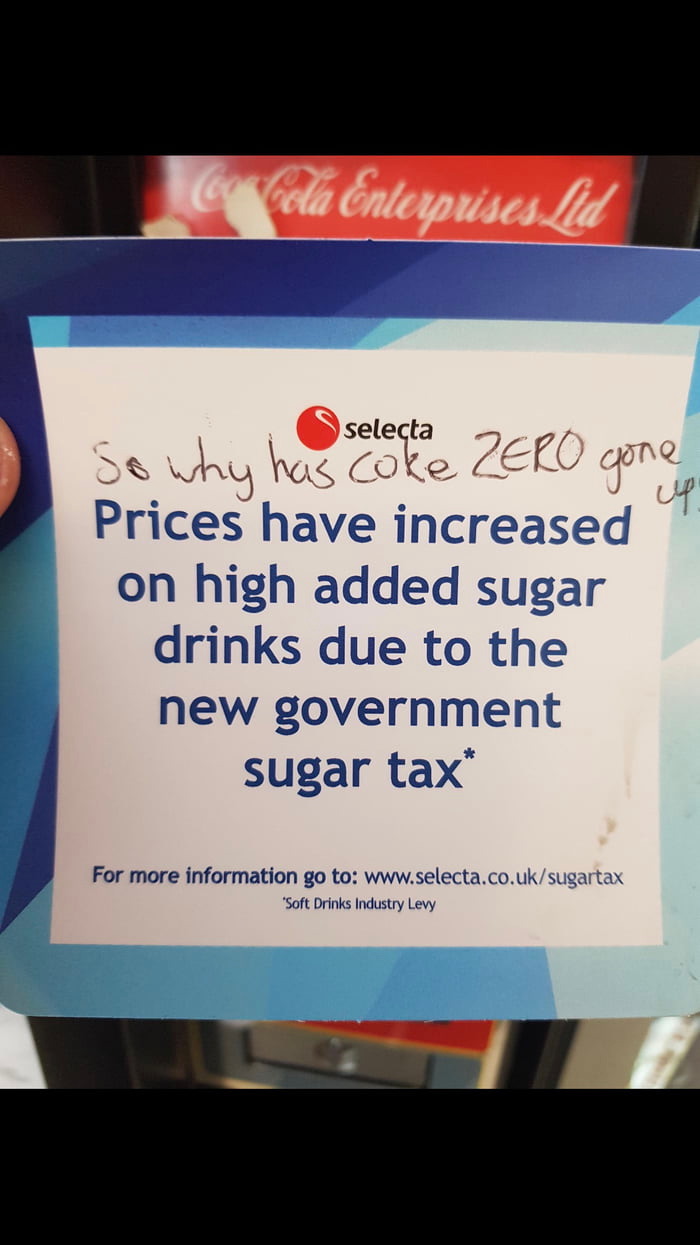 Coca-Cola Enterprises Ltd
selecta
So why has coke ZERO gone
up
Prices have increased
on high added sugar
drinks due to the
new government
sugar tax*
For more information go to: www.selecta.co.uk/sugartax
*Soft Drinks Industry Levy